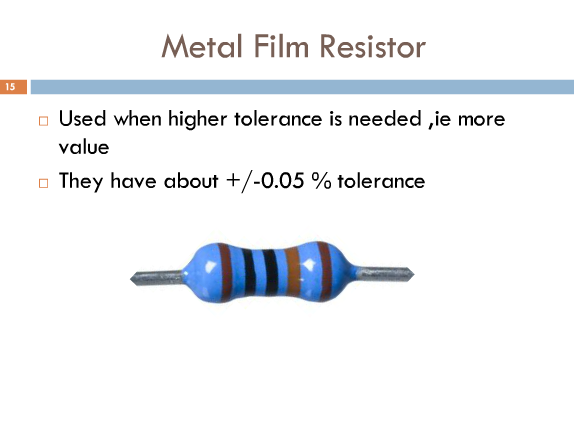 Metal Film Resistor
15
Used when higher tolerance is needed ,ie more
value
They have about +/-0.05 % tolerance